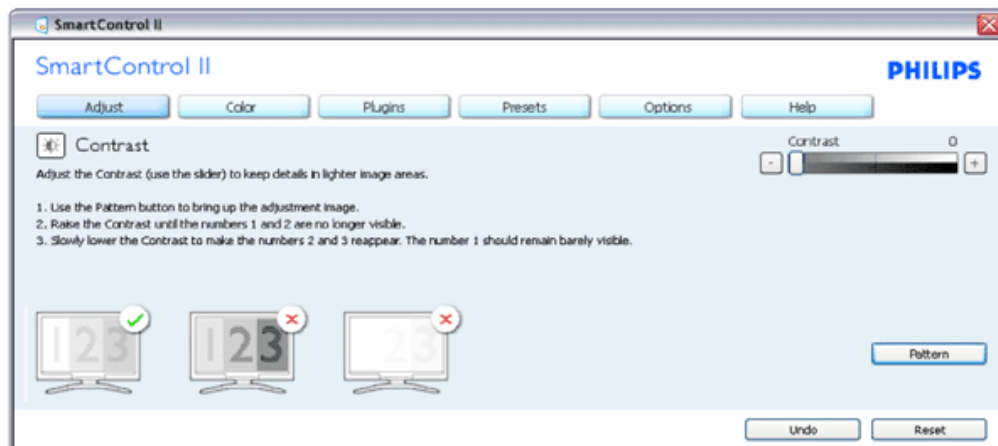 SmartControl II
SmartControl II
PHILIPS
Adjust Color Plugins Presets Options Help
Contrast
Contrast 0
- +
Adjust the Contrast (use the slider) to keep details in lighter image areas.
1. Use the Pattern button to bring up the adjustment image.
2. Raise the Contrast until the numbers 1 and 2 are no longer visible.
3. Slowly lower the Contrast to make the numbers 2 and 3 reappear. The number 1 should remain barely visible.
123 123 23
Pattern
Undo Reset